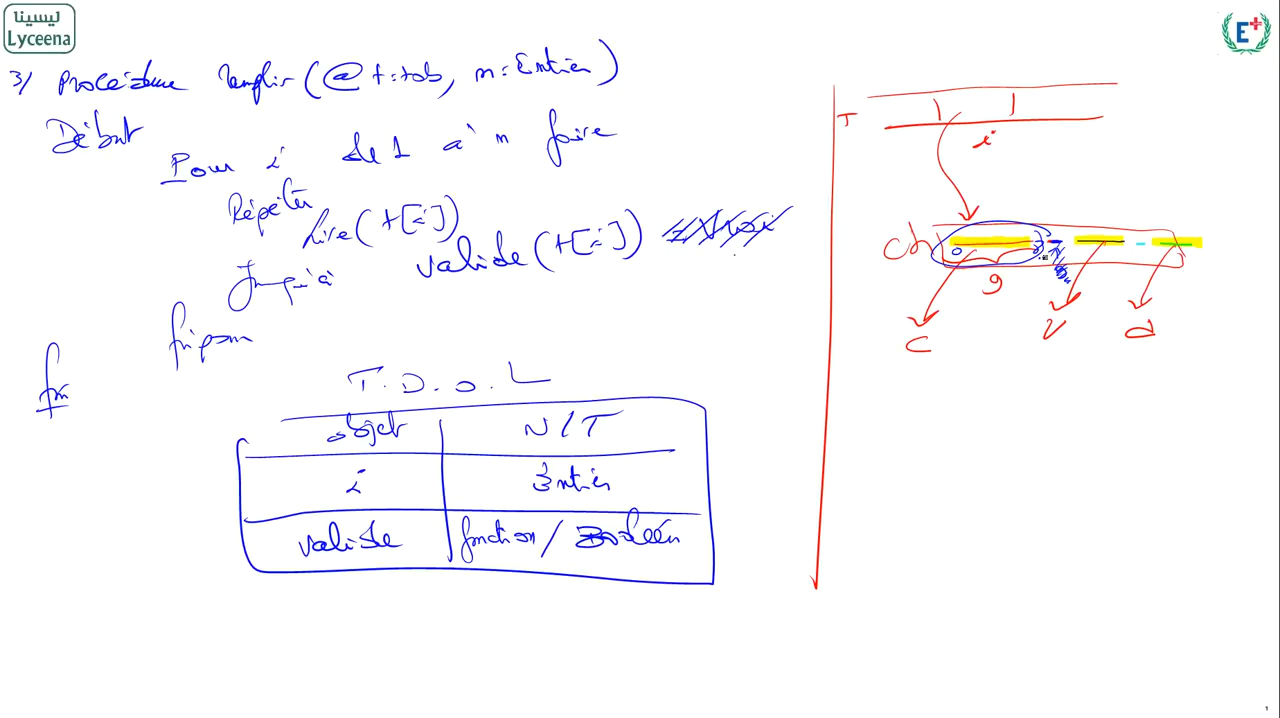 ليسينا
Lyceena
E+
3/ Procédure remplir (@ t : tab, n : Entier)
Début
Pour i de 1 à n faire
Répéter
Lire (t[i])
Jusqu'à valide (t[i])
finpour
fin
T.D.O.L
objet N/T
i Entier
valide fonction / Booléen
T
i
ch
0
9
c v d
1